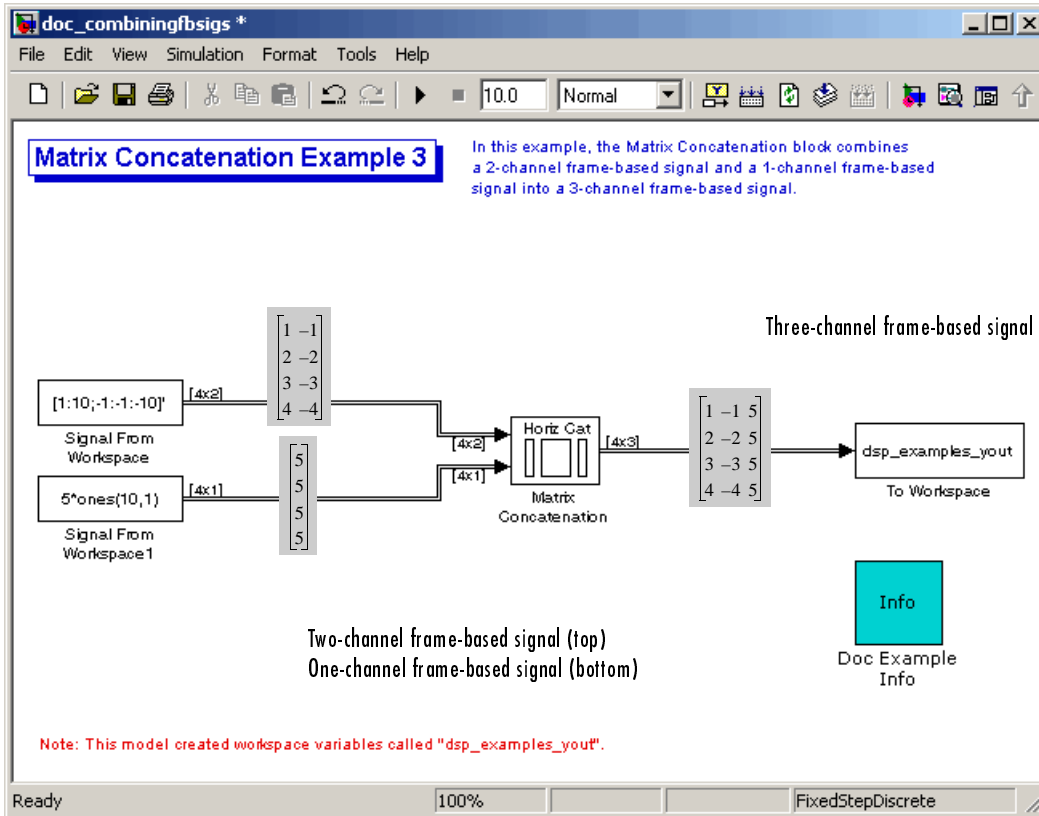 doc_combiningfbsigs *
File Edit View Simulation Format Tools Help
10.0 Normal
Matrix Concatenation Example 3
In this example, the Matrix Concatenation block combines
a 2-channel frame-based signal and a 1-channel frame-based
signal into a 3-channel frame-based signal.
Three-channel frame-based signal
1 –1
2 –2
3 –3
4 –4
[1:10;-1:-1:-10]'
[4x2]
Signal From
Workspace
5*ones(10,1)
[4x1]
Signal From
Workspace1
5
5
5
5
[4x2]
[4x1]
Horiz Cat
[4x3]
Matrix
Concatenation
1 –1 5
2 –2 5
3 –3 5
4 –4 5
dsp_examples_yout
To Workspace
Info
Doc Example
Info
Two-channel frame-based signal (top)
One-channel frame-based signal (bottom)
Note: This model created workspace variables called "dsp_examples_yout".
Ready 100% FixedStepDiscrete